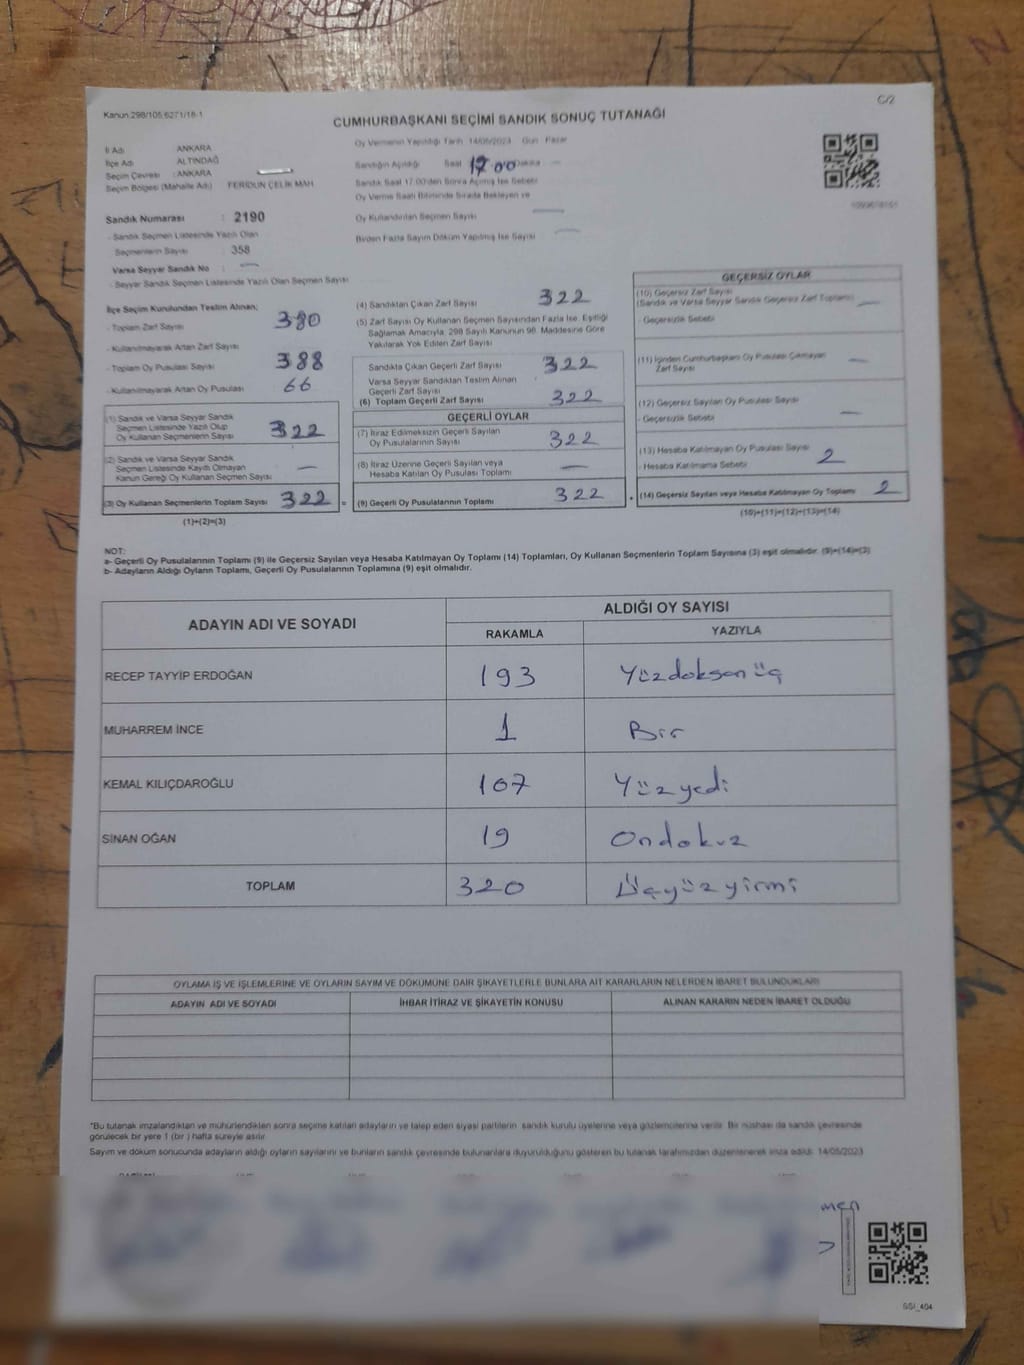 Kanun:298/105,6271/18-1
C/2
CUMHURBAŞKANI SEÇİMİ SANDIK SONUÇ TUTANAĞI
İl Adı ANKARA
İlçe Adı ALTINDAĞ
Seçim Çevresi : ANKARA
Seçim Bölgesi (Mahalle Adı) FERİDUN ÇELİK MAH
Sandık Numarası : 2190
- Sandık Seçmen Listesinde Yazılı Olan
Seçmenlerin Sayısı : 358
Varsa Seyyar Sandık No : —
- Seyyar Sandık Seçmen Listesinde Yazılı Olan Seçmen Sayısı
Oy Vermenin Yapıldığı Tarih 14/05/2023 Gün Pazar
Sandığın Açıldığı Saat 17 00 Dakika
Sandık Saat 17:00'den Sonra Açılmış İse Sebebi
Oy Verme Saati Bitiminde Sırada Bekleyen ve
Oy Kullandırılan Seçmen Sayısı —
Birden Fazla Sayım Döküm Yapılmış İse Sayısı —
İlçe Seçim Kurulundan Teslim Alınan;
- Toplam Zarf Sayısı 380
- Kullanılmayarak Artan Zarf Sayısı
- Toplam Oy Pusulası Sayısı 388
- Kullanılmayarak Artan Oy Pusulası 66
(1) Sandık ve Varsa Seyyar Sandık
Seçmen Listesinde Yazılı Olup
Oy Kullanan Seçmenlerin Sayısı 322
(2) Sandık ve Varsa Seyyar Sandık
Seçmen Listesinde Kayıtlı Olmayan
Kanun Gereği Oy Kullanan Seçmen Sayısı —
(3) Oy Kullanan Seçmenlerin Toplam Sayısı 322 =
(1)+(2)=(3)
(4) Sandıktan Çıkan Zarf Sayısı 322
(5) Zarf Sayısı Oy Kullanan Seçmen Sayısından Fazla İse, Eşitliği
Sağlamak Amacıyla, 298 Sayılı Kanunun 98. Maddesine Göre
Yakılarak Yok Edilen Zarf Sayısı
Sandıkta Çıkan Geçerli Zarf Sayısı 322
Varsa Seyyar Sandıktan Teslim Alınan
Geçerli Zarf Sayısı
(6) Toplam Geçerli Zarf Sayısı 322
GEÇERLİ OYLAR
(7) İtiraz Edilmeksizin Geçerli Sayılan
Oy Pusulalarının Sayısı 322
(8) İtiraz Üzerine Geçerli Sayılan veya
Hesaba Katılan Oy Pusulası Toplamı —
(9) Geçerli Oy Pusulalarının Toplamı 322 +
GEÇERSİZ OYLAR
(10) Geçersiz Zarf Sayısı
(Sandık ve Varsa Seyyar Sandık Geçersiz Zarf Toplamı) —
- Geçersizlik Sebebi
(11) İçinden Cumhurbaşkanı Oy Pusulası Çıkmayan
Zarf Sayısı —
(12) Geçersiz Sayılan Oy Pusulası Sayısı
- Geçersizlik Sebebi —
(13) Hesaba Katılmayan Oy Pusulası Sayısı 2
- Hesaba Katılmama Sebebi
(14) Geçersiz Sayılan veya Hesaba Katılmayan Oy Toplamı 2
(10)+(11)+(12)+(13)=(14)
NOT:
a- Geçerli Oy Pusulalarının Toplamı (9) ile Geçersiz Sayılan veya Hesaba Katılmayan Oy Toplamı (14) Toplamları, Oy Kullanan Seçmenlerin Toplam Sayısına (3) eşit olmalıdır. (9)+(14)=(3)
b- Adayların Aldığı Oyların Toplamı, Geçerli Oy Pusulalarının Toplamına (9) eşit olmalıdır.
ADAYIN ADI VE SOYADI ALDIĞI OY SAYISI
RAKAMLA YAZIYLA
RECEP TAYYİP ERDOĞAN 193 Yüzdoksanüç
MUHARREM İNCE 1 Bir
KEMAL KILIÇDAROĞLU 107 Yüzyedi
SİNAN OĞAN 19 Ondokuz
TOPLAM 320 Üçyüzyirmi
OYLAMA İŞ VE İŞLEMLERİNE VE OYLARIN SAYIM VE DÖKÜMÜNE DAİR ŞİKAYETLERLE BUNLARA AİT KARARLARIN NELERDEN İBARET BULUNDUKLARI
ADAYIN ADI VE SOYADI İHBAR İTİRAZ VE ŞİKAYETİN KONUSU ALINAN KARARIN NEDEN İBARET OLDUĞU
*Bu tutanak imzalandıktan ve mühürlendikten sonra seçime katılan adayların ve talep eden siyasi partilerin sandık kurulu üyelerine veya gözlemcilerine verilir. Bir nüshası da sandık çevresinde
görülecek bir yere 1 (bir ) hafta süreyle asılır.
Sayım ve döküm sonucunda adayların aldığı oyların sayılarını ve bunların sandık çevresinde bulunanlara duyurulduğunu gösteren bu tutanak tarafımızdan düzenlenerek imza edildi. 14/05/2023
men
SSI_404